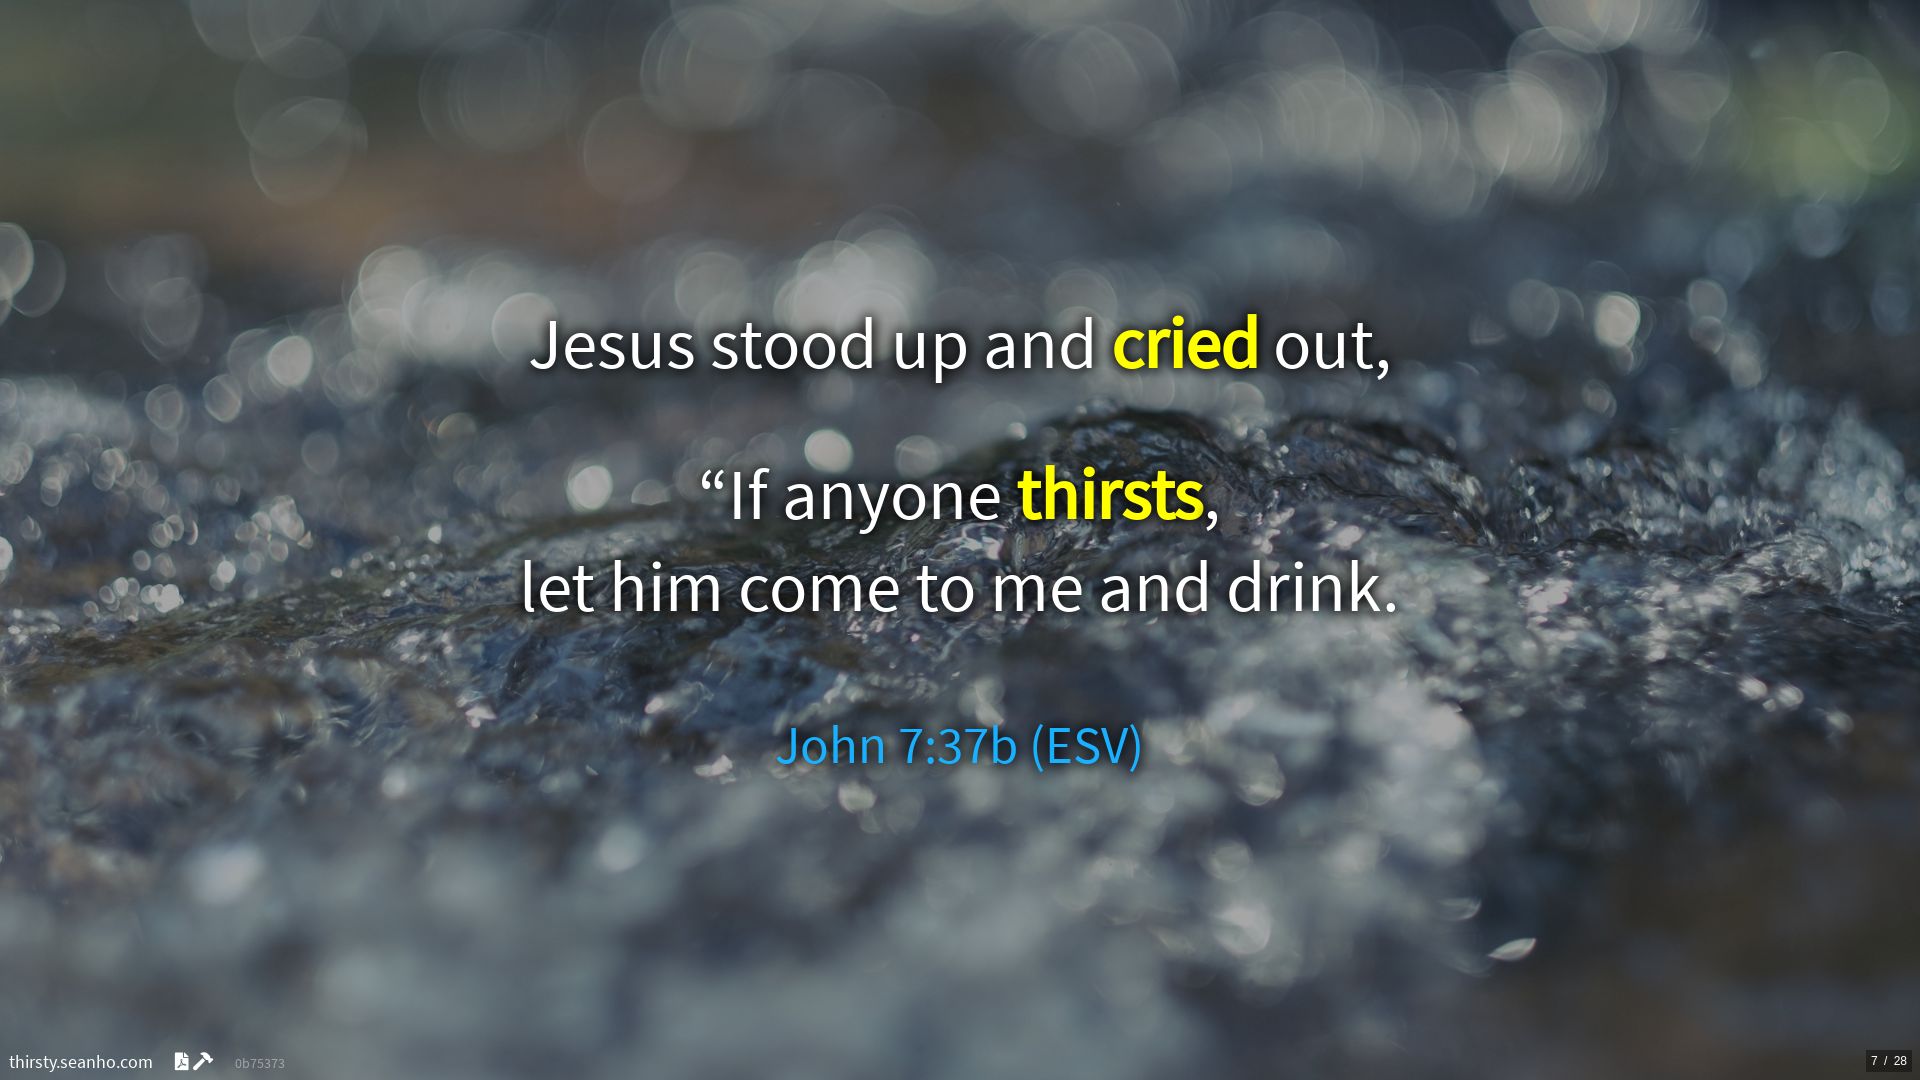 Jesus stood up and cried out,
“If anyone thirsts,
let him come to me and drink.
John 7:37b (ESV)
thirsty.seanho.com
0b75373
7 / 28